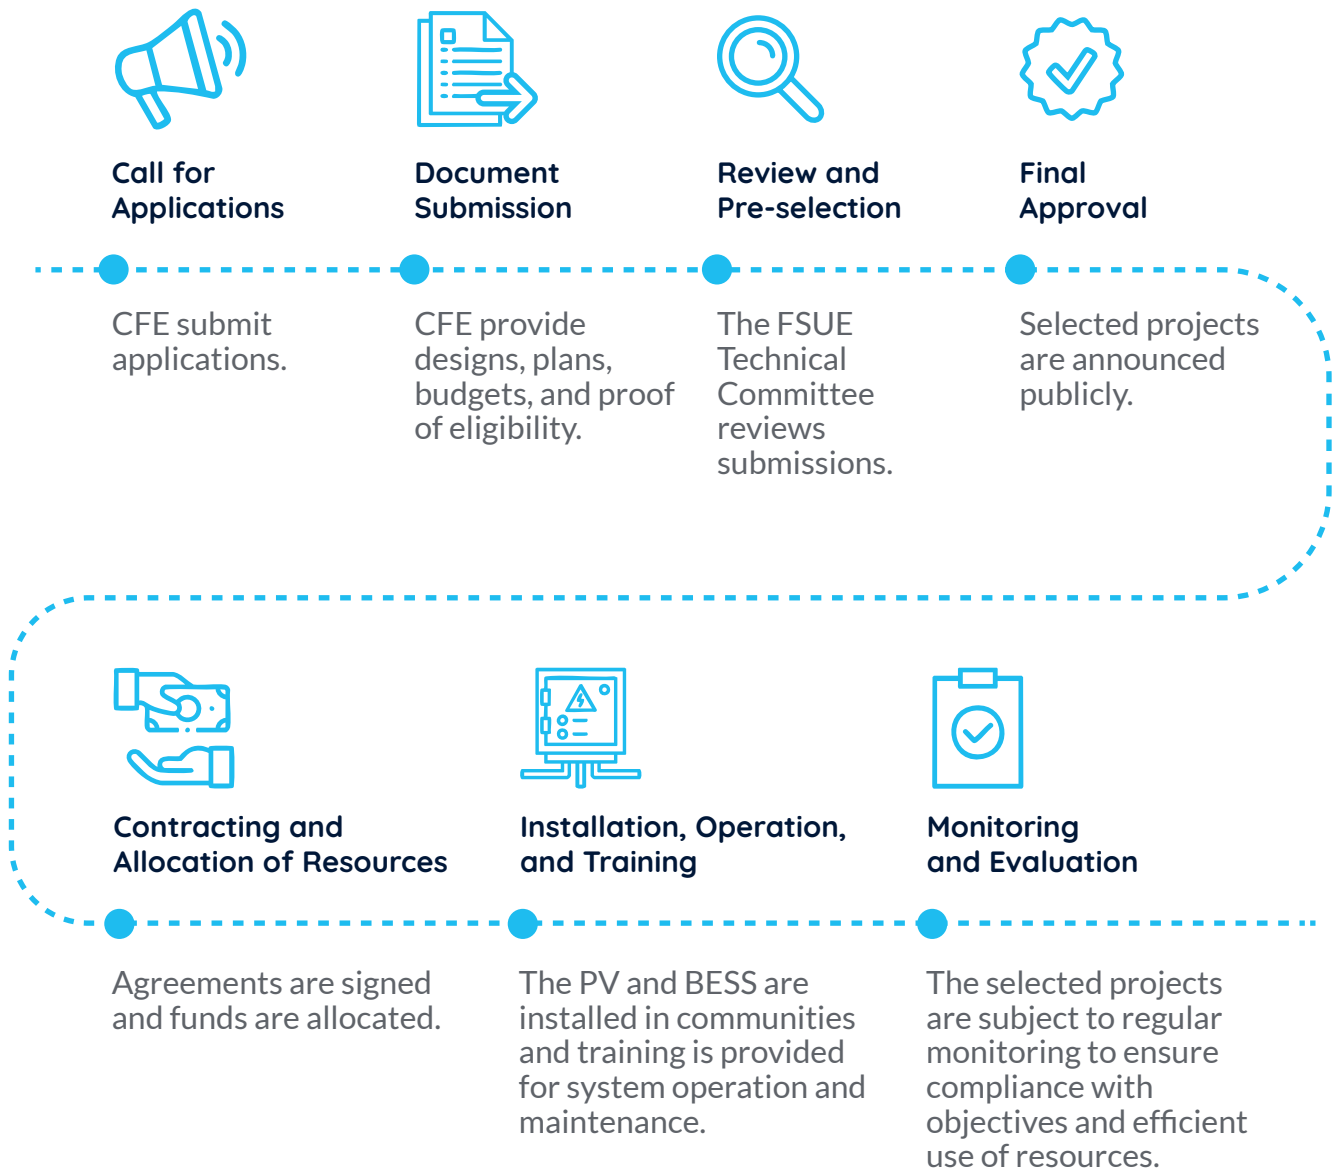 Call for
Applications
CFE submit
applications.
Document
Submission
CFE provide
designs, plans,
budgets, and proof
of eligibility.
Review and
Pre-selection
The FSUE
Technical
Committee
reviews
submissions.
Final
Approval
Selected projects
are announced
publicly.
Contracting and
Allocation of Resources
Agreements are signed
and funds are allocated.
Installation, Operation,
and Training
The PV and BESS are
installed in communities
and training is provided
for system operation and
maintenance.
Monitoring
and Evaluation
The selected projects
are subject to regular
monitoring to ensure
compliance with
objectives and efficient
use of resources.